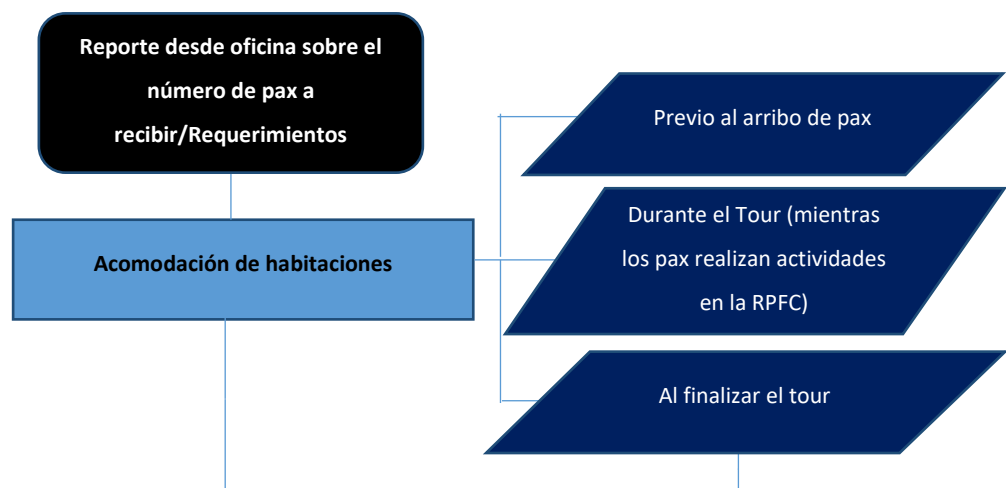 Reporte desde oficina sobre el
número de pax a
recibir/Requerimientos
Previo al arribo de pax
Durante el Tour (mientras
los pax realizan actividades
en la RPFC)
Acomodación de habitaciones
Al finalizar el tour